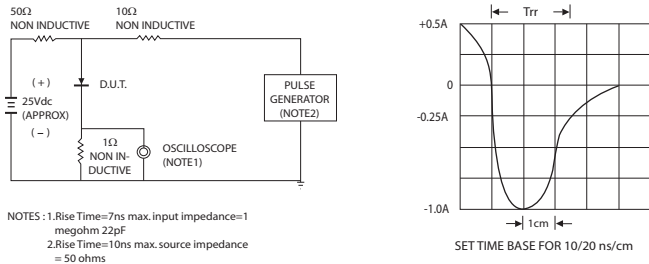 50Ω
NON INDUCTIVE
10Ω
NON INDUCTIVE
(+)
25Vdc
(APPROX)
(−)
D.U.T.
1Ω
NON IN-
DUCTIVE
OSCILLOSCOPE
(NOTE1)
PULSE
GENERATOR
(NOTE2)
NOTES : 1.Rise Time=7ns max. input impedance=1
megohm 22pF
2.Rise Time=10ns max. source impedance
= 50 ohms
Trr
+0.5A
0
-0.25A
-1.0A
1cm
SET TIME BASE FOR 10/20 ns/cm